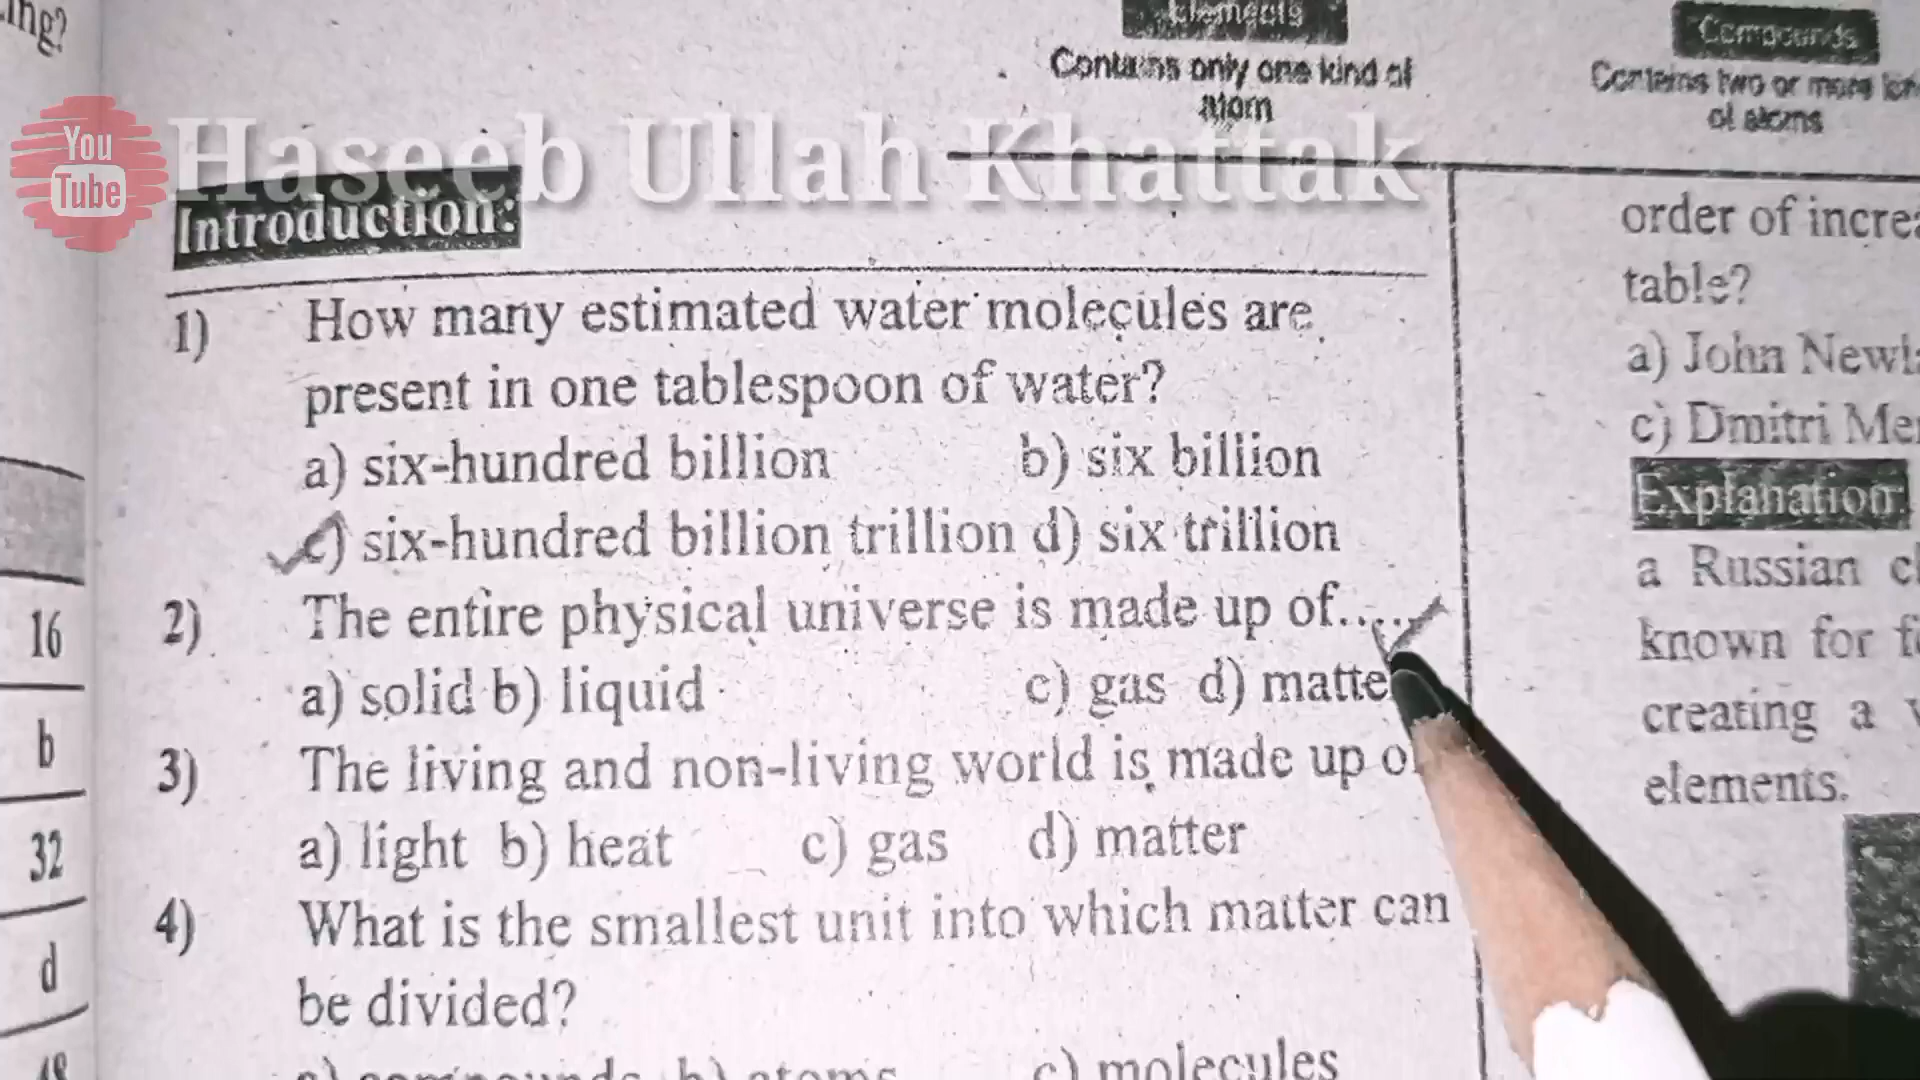 Elements
Contains only one kind of
atom
Compounds
Contains two or more
of atoms
You
Tube
Haseeb Ullah Khattak
Introduction:
1) How many estimated water molecules are
present in one tablespoon of water?
a) six-hundred billion b) six billion
c) six-hundred billion trillion d) six trillion
2) The entire physical universe is made up of.....
a) solid b) liquid c) gas d) matte
3) The living and non-living world is made up
a) light b) heat c) gas d) matter
4) What is the smallest unit into which matter can
be divided?
b) atoms c) molecules
16
b
32
d
48
order of incre
table?
a) John Newl
c) Dmitri Me
Explanation:
a Russian c
known for f
creating a
elements.